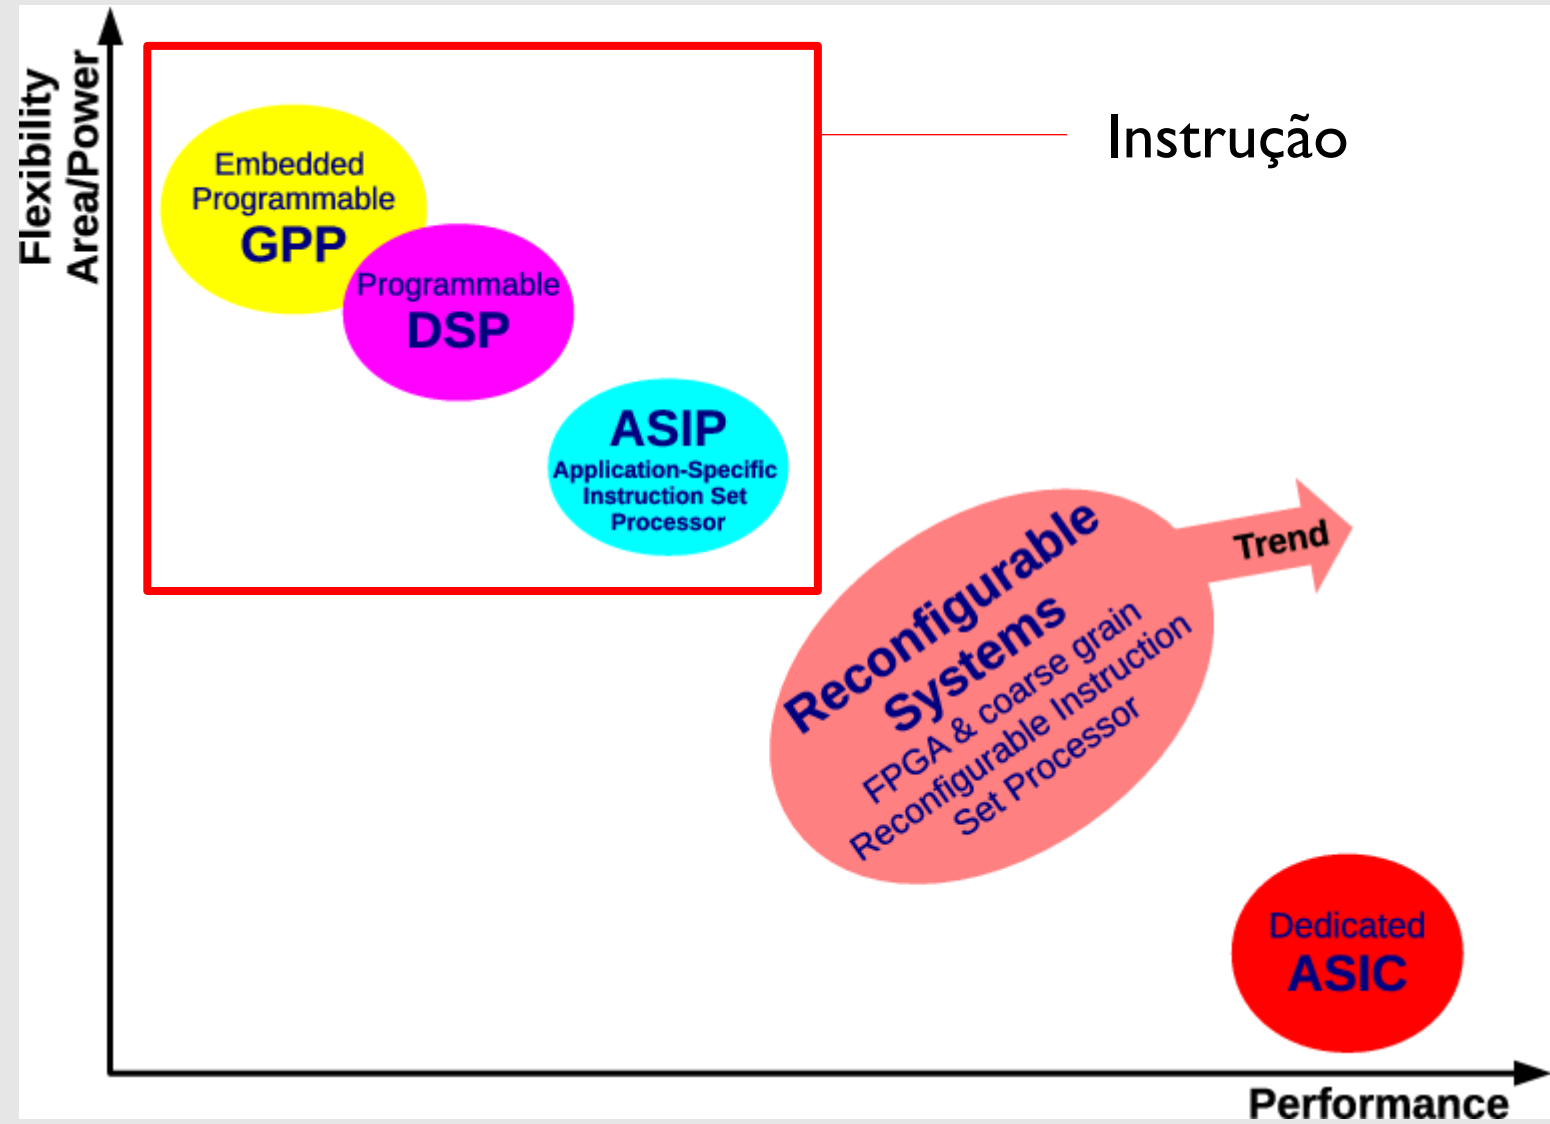 Flexibility
Area/Power
Instrução
Embedded
Programmable
GPP
Programmable
DSP
ASIP
Application-Specific
Instruction Set
Processor
Reconfigurable
Systems
FPGA & coarse grain
Reconfigurable Instruction
Set Processor
Trend
Dedicated
ASIC
Performance